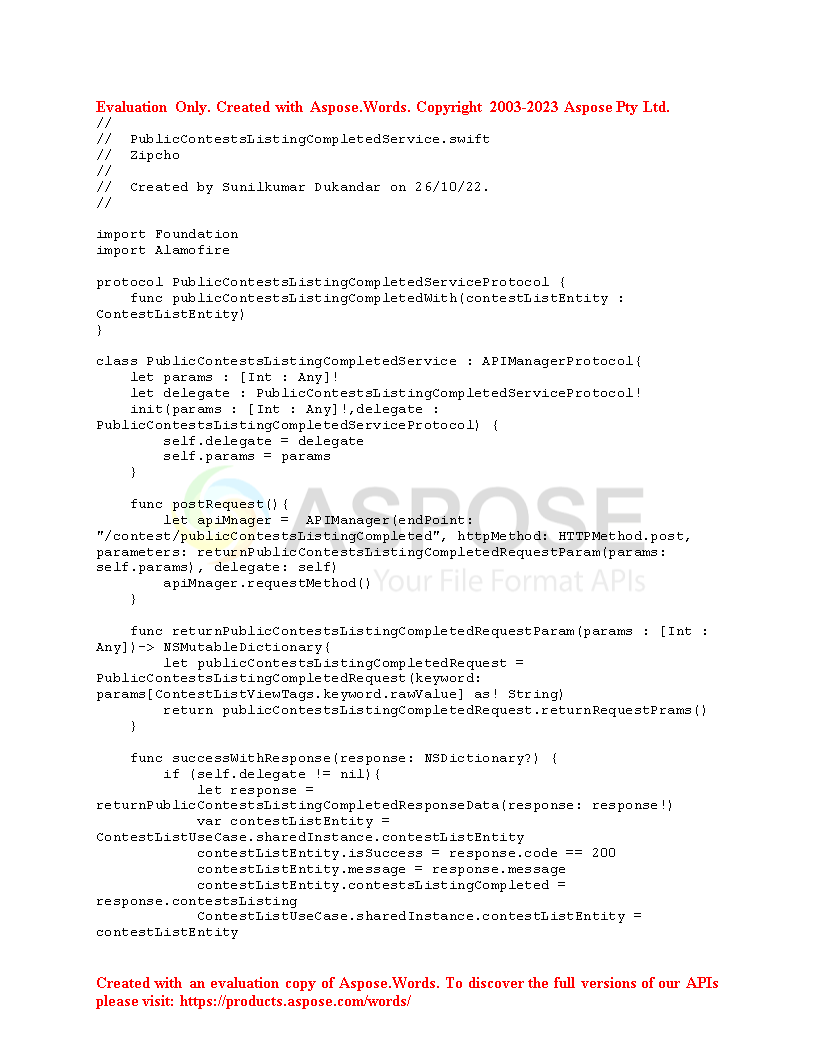 Evaluation Only. Created with Aspose.Words. Copyright 2003-2023 Aspose Pty Ltd.
//
//  PublicContestsListingCompletedService.swift
//  Zipcho
//
//  Created by Sunilkumar Dukandar on 26/10/22.
//

import Foundation
import Alamofire

protocol PublicContestsListingCompletedServiceProtocol {
    func publicContestsListingCompletedWith(contestListEntity :
ContestListEntity)
}

class PublicContestsListingCompletedService : APIManagerProtocol{
    let params : [Int : Any]!
    let delegate : PublicContestsListingCompletedServiceProtocol!
    init(params : [Int : Any]!,delegate :
PublicContestsListingCompletedServiceProtocol) {
        self.delegate = delegate
        self.params = params
    }

    func postRequest(){
        let apiMnager =  APIManager(endPoint:
"/contest/publicContestsListingCompleted", httpMethod: HTTPMethod.post,
parameters: returnPublicContestsListingCompletedRequestParam(params:
self.params), delegate: self)
        apiMnager.requestMethod()
    }

    func returnPublicContestsListingCompletedRequestParam(params : [Int :
Any])-> NSMutableDictionary{
        let publicContestsListingCompletedRequest =
PublicContestsListingCompletedRequest(keyword:
params[ContestListViewTags.keyword.rawValue] as! String)
        return publicContestsListingCompletedRequest.returnRequestPrams()
    }

    func successWithResponse(response: NSDictionary?) {
        if (self.delegate != nil){
            let response =
returnPublicContestsListingCompletedResponseData(response: response!)
            var contestListEntity =
ContestListUseCase.sharedInstance.contestListEntity
            contestListEntity.isSuccess = response.code == 200
            contestListEntity.message = response.message
            contestListEntity.contestsListingCompleted =
response.contestsListing
            ContestListUseCase.sharedInstance.contestListEntity =
contestListEntity
ASPOSE
Your File Format APIs
Created with an evaluation copy of Aspose.Words. To discover the full versions of our APIs
please visit: https://products.aspose.com/words/